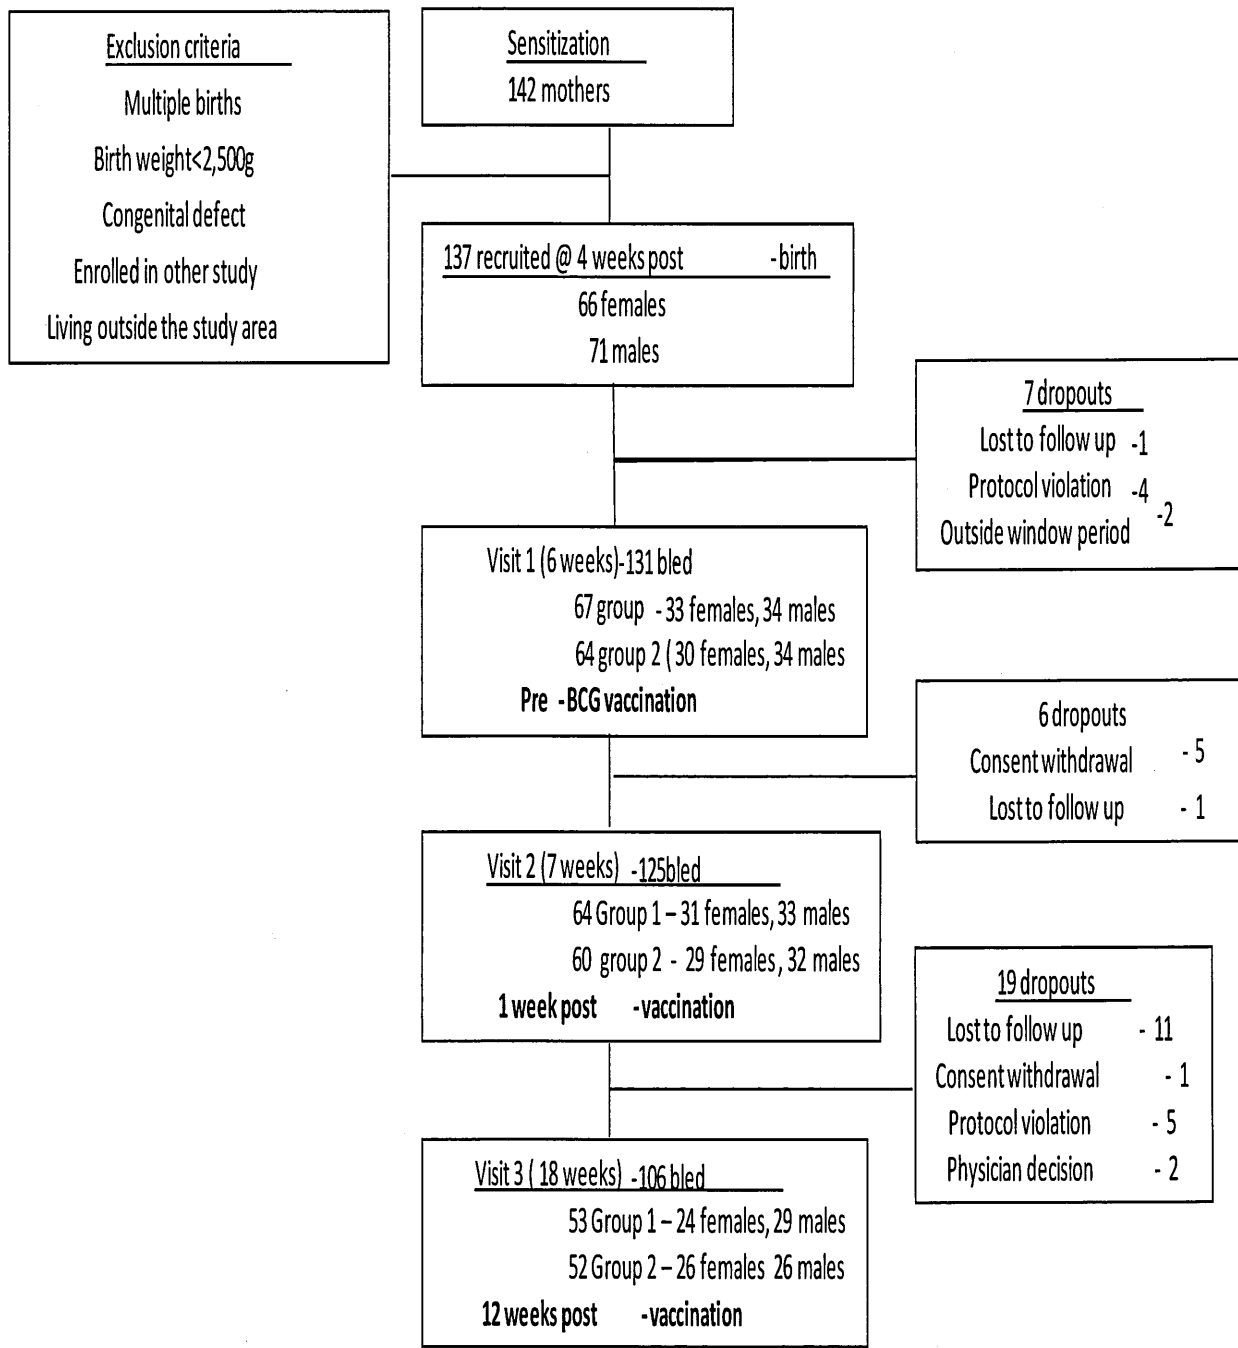 Exclusion criteria
Multiple births
Birth weight<2,500g
Congenital defect
Enrolled in other study
Living outside the study area
Sensitization
142 mothers
137 recruited @ 4 weeks post -birth
66 females
71 males
7 dropouts
Lost to follow up -1
Protocol violation -4
Outside window period -2
Visit 1 (6 weeks)-131 bled
67 group - 33 females, 34 males
64 group 2 ( 30 females, 34 males
Pre -BCG vaccination
6 dropouts
Consent withdrawal - 5
Lost to follow up - 1
Visit 2 (7 weeks) -125bled
64 Group 1 – 31 females, 33 males
60 group 2 - 29 females, 32 males
1 week post -vaccination
19 dropouts
Lost to follow up - 11
Consent withdrawal - 1
Protocol violation - 5
Physician decision - 2
Visit 3 ( 18 weeks) -106 bled
53 Group 1 – 24 females, 29 males
52 Group 2 – 26 females 26 males
12 weeks post -vaccination